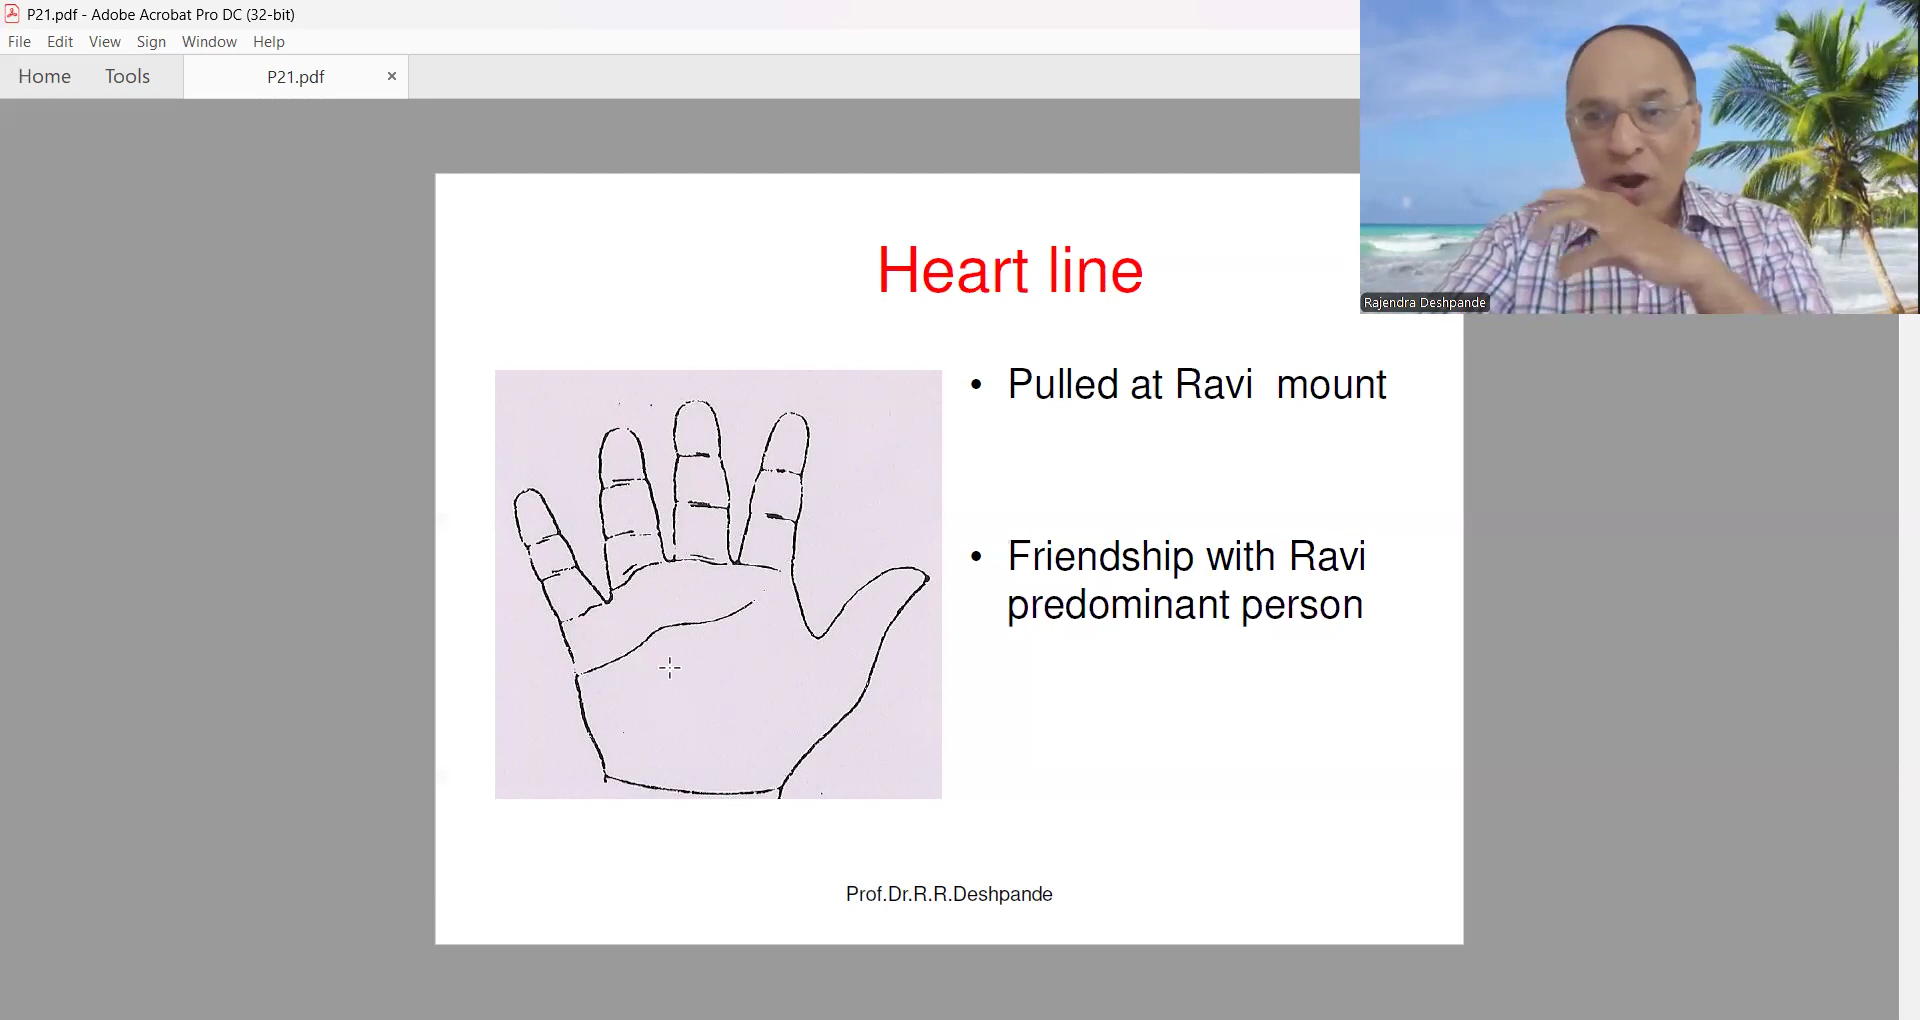 P21.pdf - Adobe Acrobat Pro DC (32-bit)
File Edit View Sign Window Help
Home Tools P21.pdf ×
Rajendra Deshpande
Heart line
• Pulled at Ravi mount
• Friendship with Ravi
predominant person
Prof.Dr.R.R.Deshpande